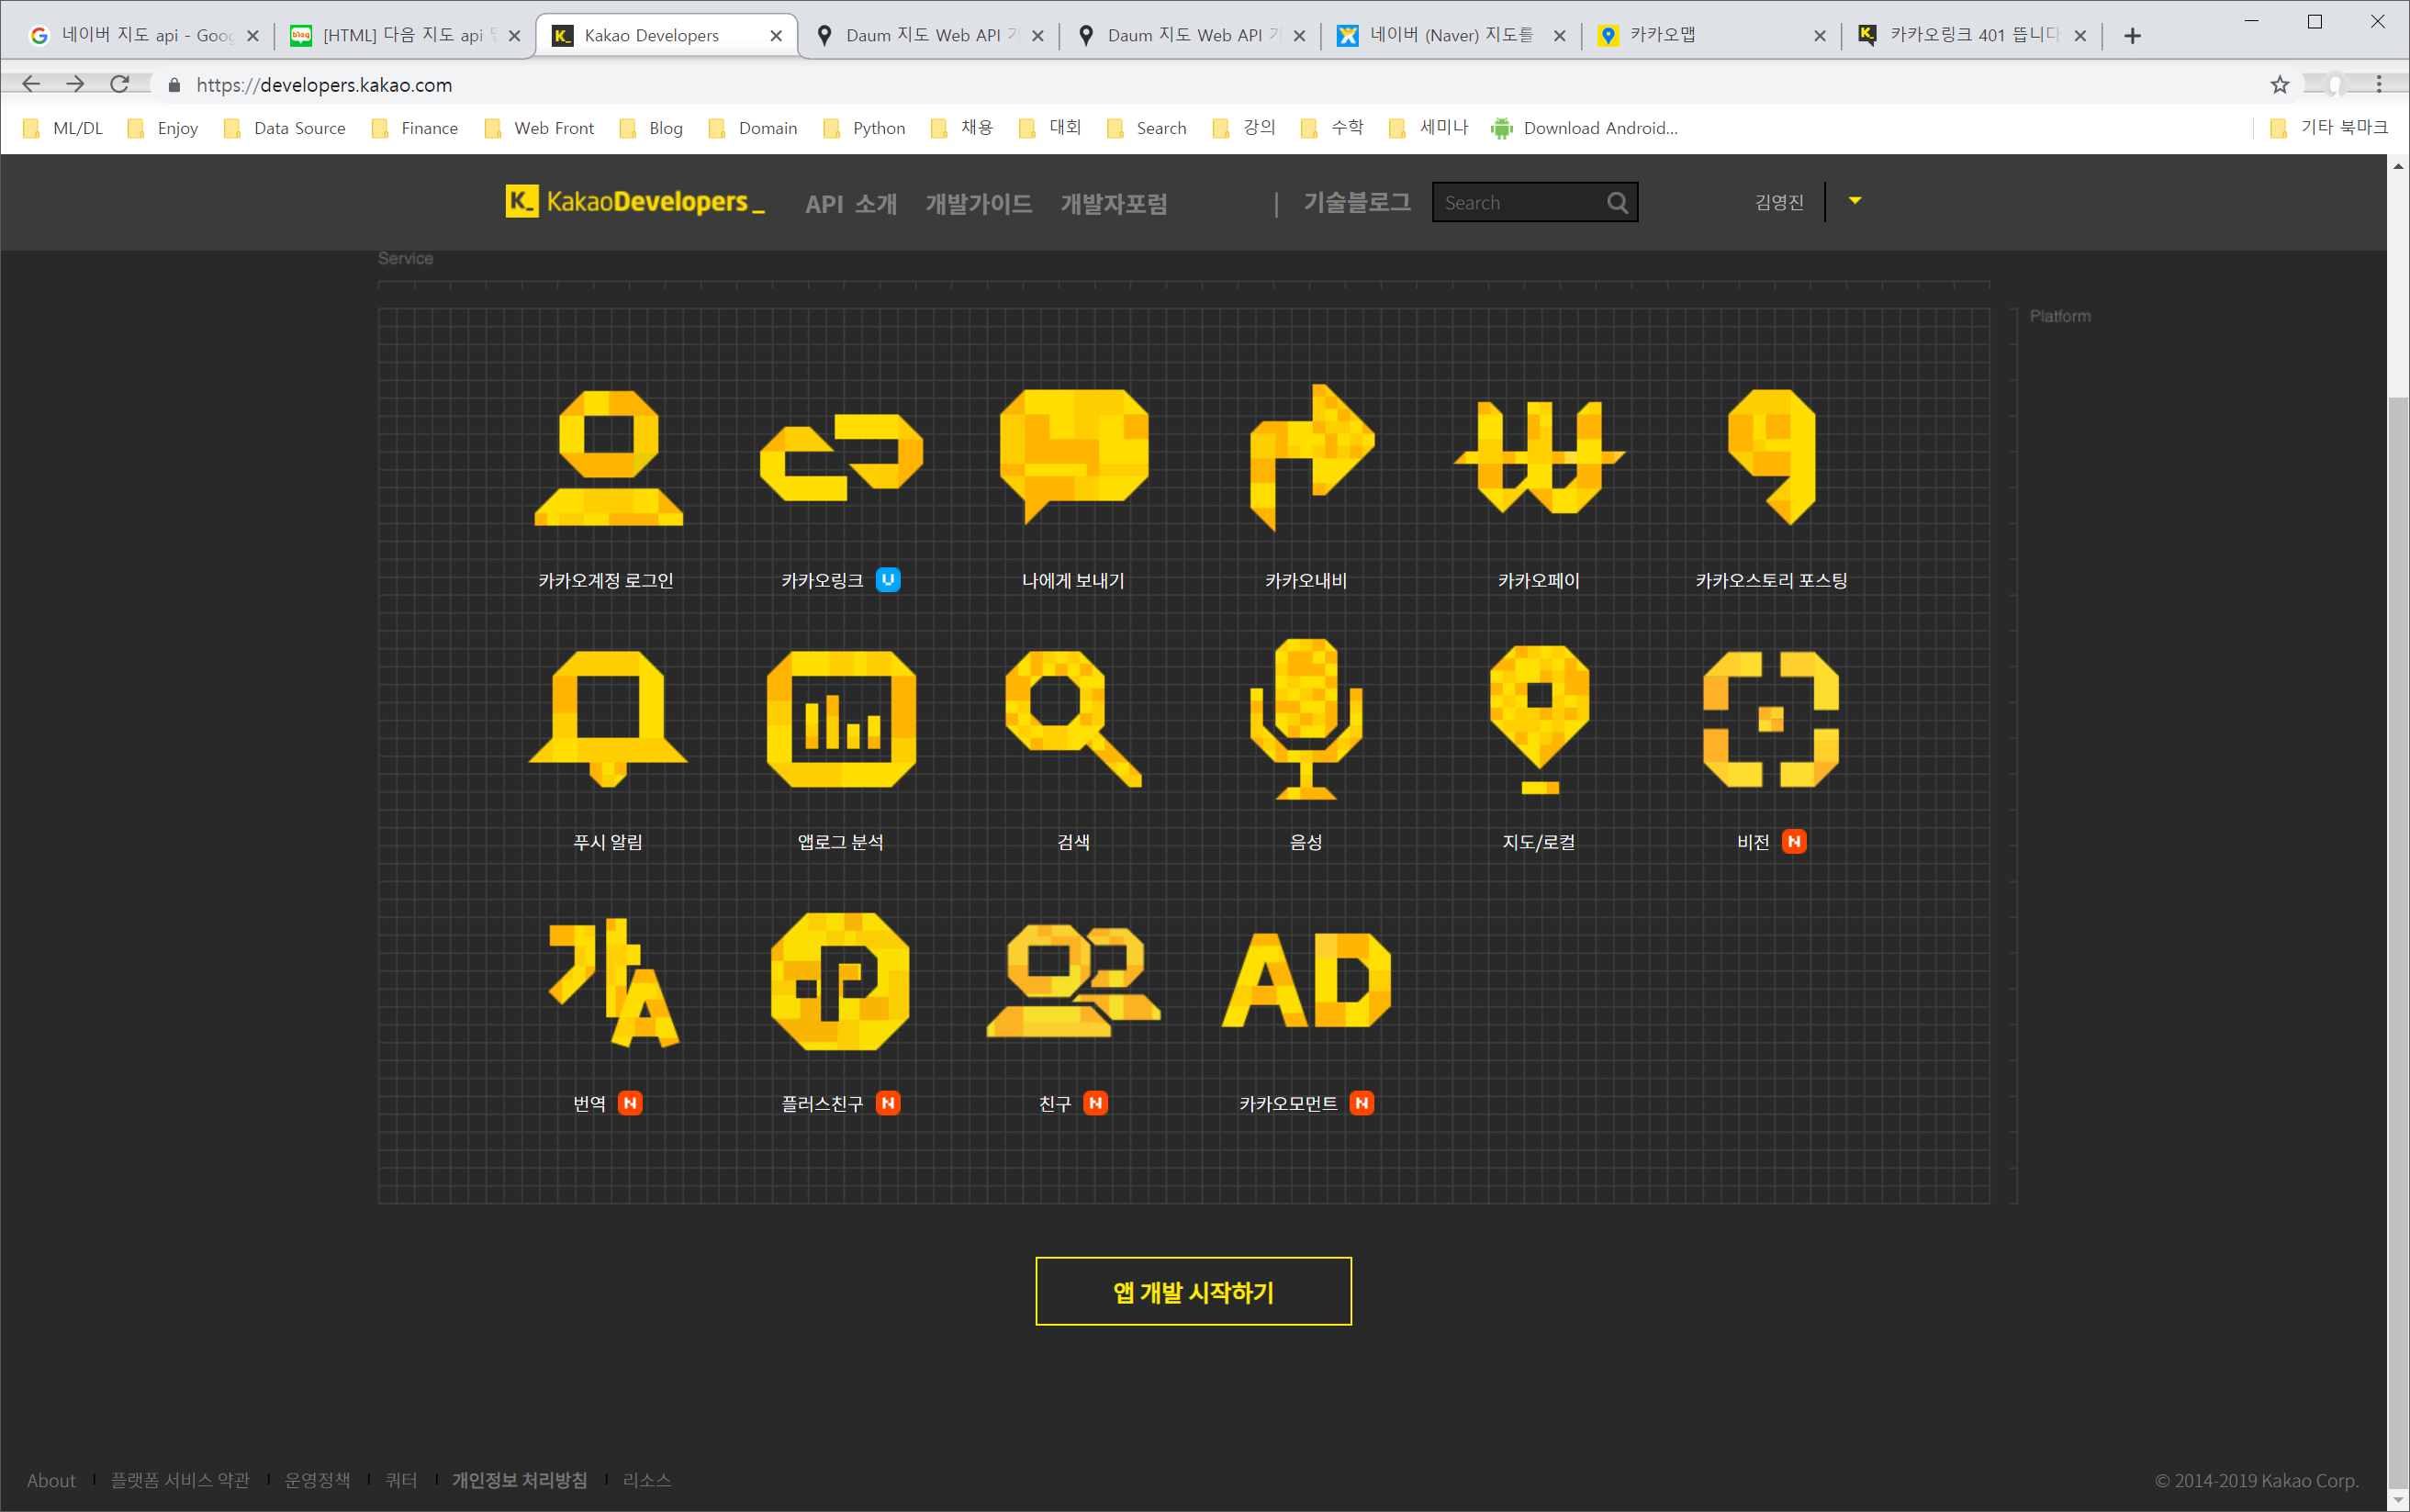 네이버 지도 api - Goog
[HTML] 다음 지도 api
Kakao Developers
Daum 지도 Web API
Daum 지도 Web API
네이버 (Naver) 지도를
카카오맵
카카오링크 401 뜹니다
https://developers.kakao.com
ML/DL Enjoy Data Source Finance Web Front Blog Domain Python 채용 대회 Search 강의 수학 세미나 Download Android... 기타 북마크
K_ KakaoDevelopers_ API 소개 개발가이드 개발자포럼 | 기술블로그 Search 김영진
Service
Platform
카카오계정 로그인 카카오링크 U 나에게 보내기 카카오내비 카카오페이 카카오스토리 포스팅
푸시 알림 앱로그 분석 검색 음성 지도/로컬 비전 N
가A P AD
번역 N 플러스친구 N 친구 N 카카오모먼트 N
앱 개발 시작하기
About 플랫폼 서비스 약관 운영정책 쿼터 개인정보 처리방침 리소스 © 2014-2019 Kakao Corp.